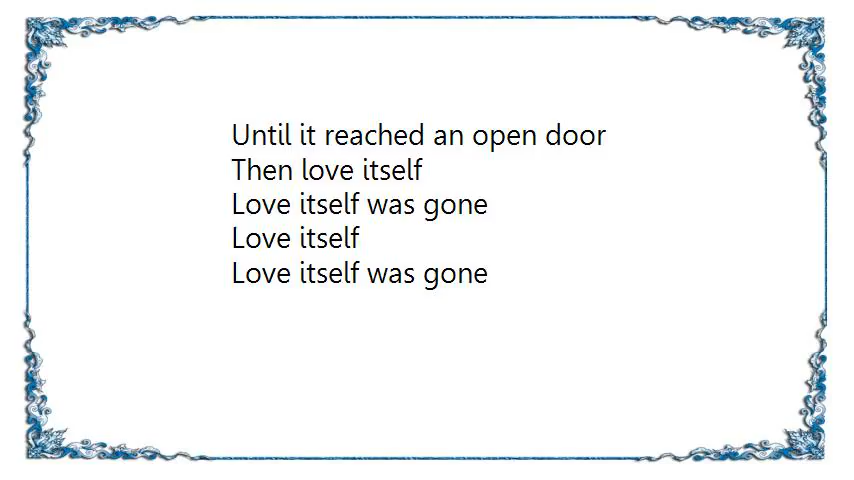 Until it reached an open door
Then love itself
Love itself was gone
Love itself
Love itself was gone